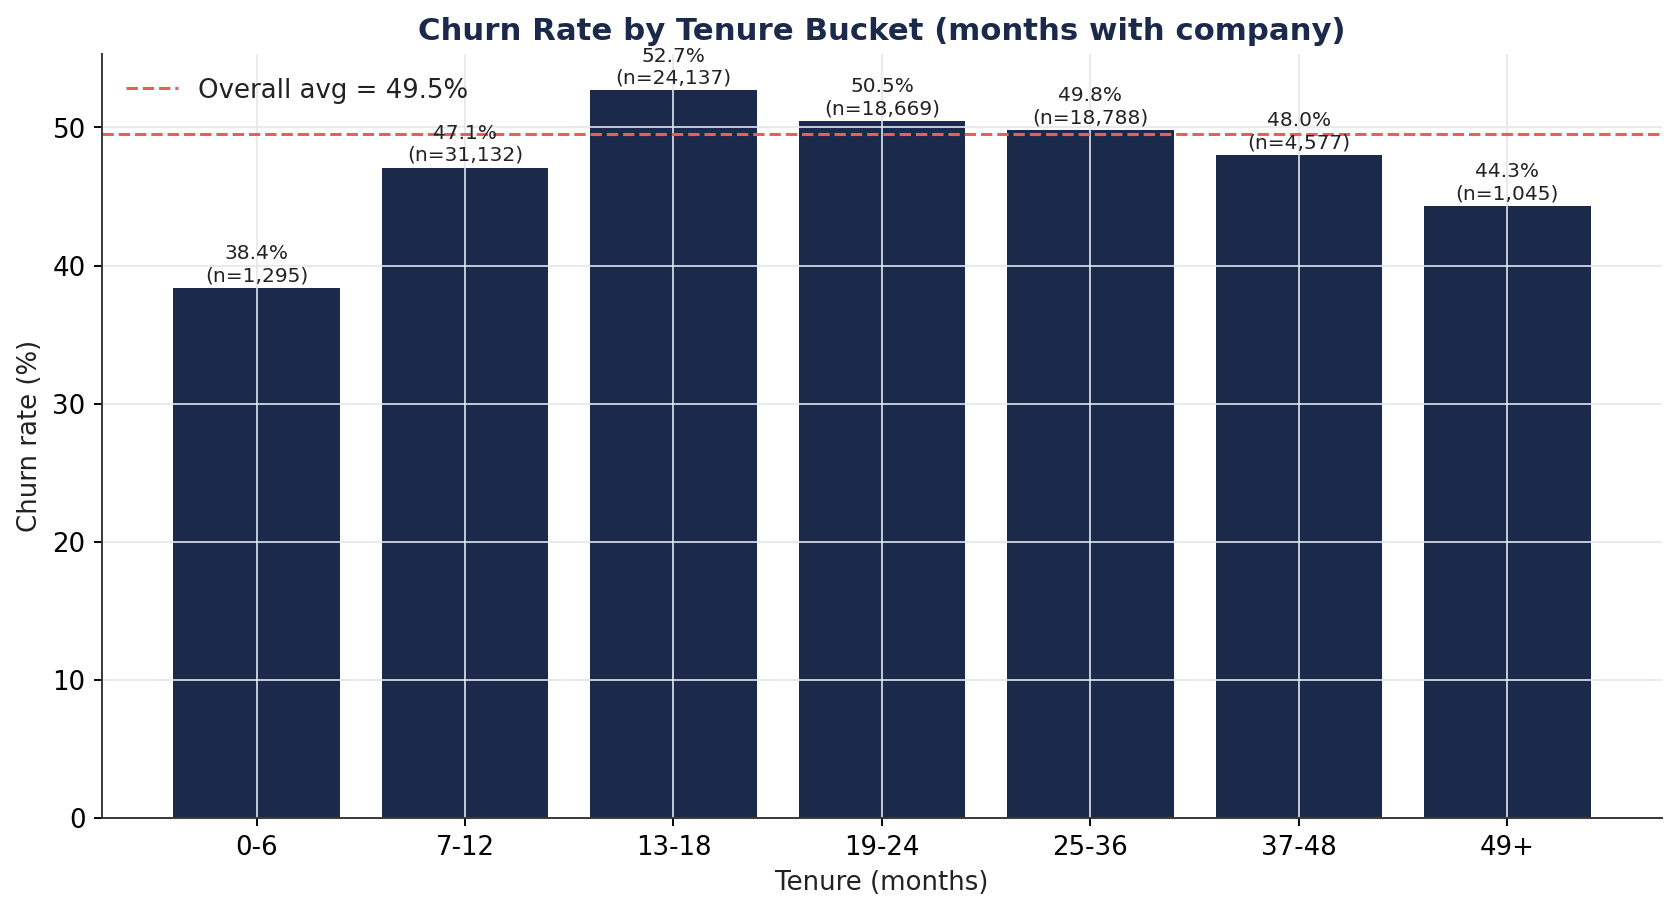 Churn Rate by Tenure Bucket (months with company)
Overall avg = 49.5%
52.7%
(n=24,137)
50.5%
(n=18,669)
49.8%
(n=18,788)
48.0%
(n=4,577)
47.1%
(n=31,132)
44.3%
(n=1,045)
38.4%
(n=1,295)
Churn rate (%)
50
40
30
20
10
0
0-6
7-12
13-18
19-24
25-36
37-48
49+
Tenure (months)